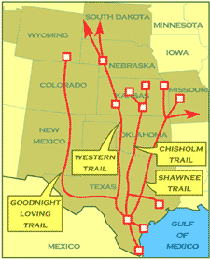 SOUTH DAKOTA
MINNESOTA
WYOMING
IOWA
NEBRASKA
COLORADO
KANSAS
MISSOURI
NEW
MEXICO
OKLAHOMA
CHISHOLM
TRAIL
WESTERN
TRAIL
SHAWNEE
TRAIL
TEXAS
GOODNIGHT
LOVING
TRAIL
MEXICO
GULF
OF
MEXICO